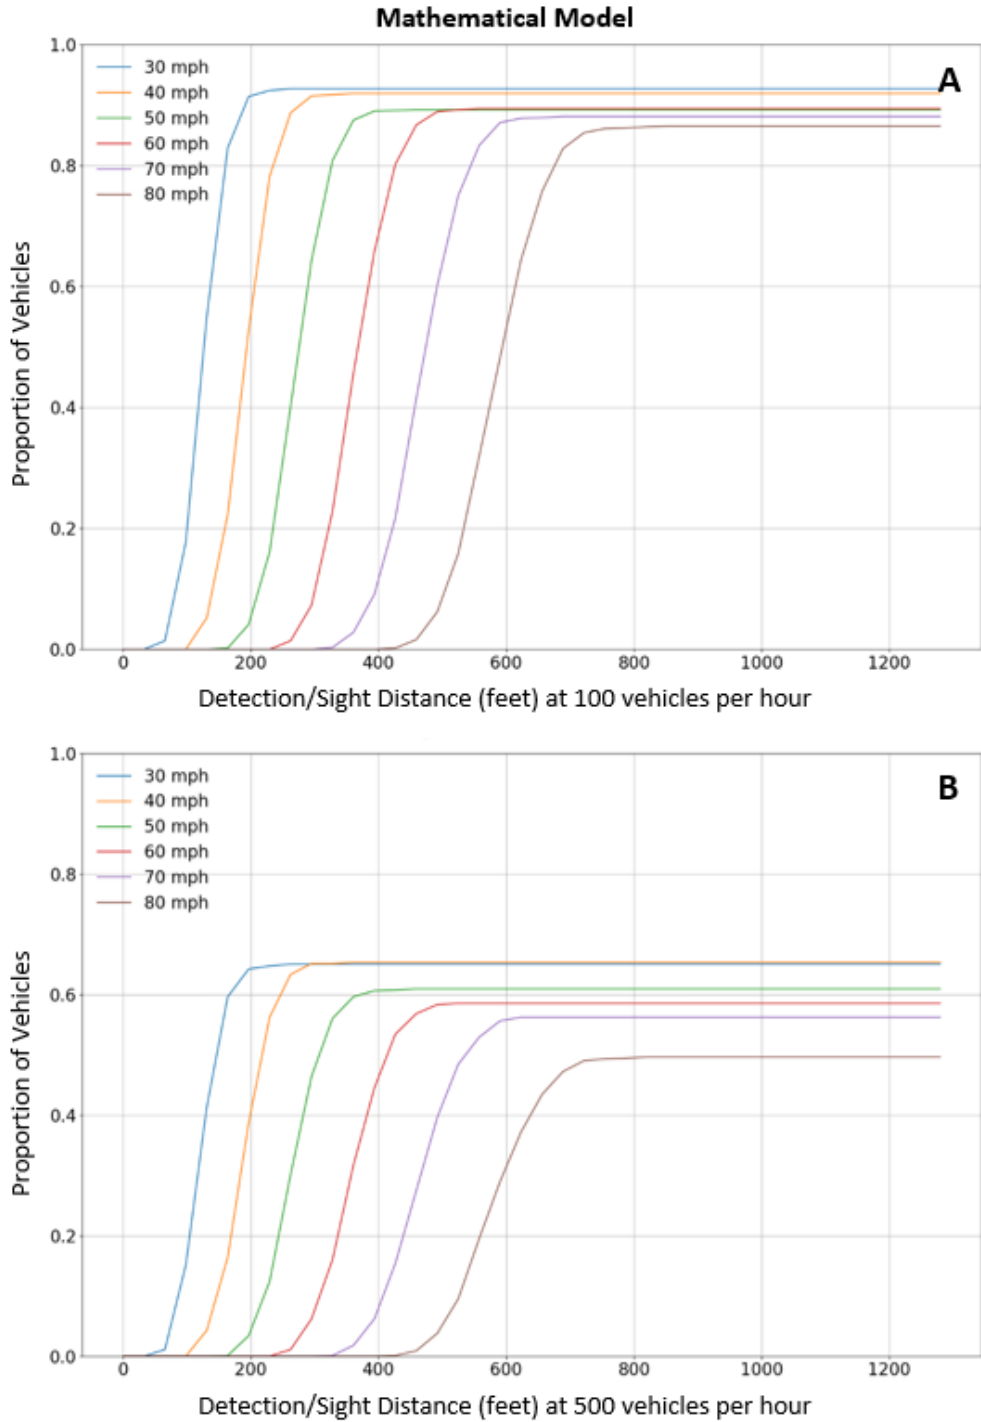 Mathematical Model
A
1.0
0.8
0.6
0.4
0.2
0.0
Proportion of Vehicles
30 mph
40 mph
50 mph
60 mph
70 mph
80 mph
0 200 400 600 800 1000 1200
Detection/Sight Distance (feet) at 100 vehicles per hour
B
1.0
0.8
0.6
0.4
0.2
0.0
Proportion of Vehicles
30 mph
40 mph
50 mph
60 mph
70 mph
80 mph
0 200 400 600 800 1000 1200
Detection/Sight Distance (feet) at 500 vehicles per hour